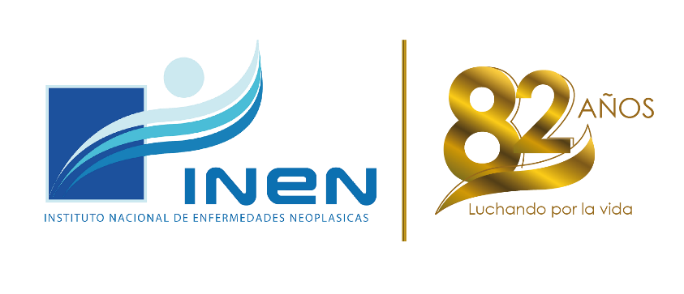 INEN
INSTITUTO NACIONAL DE ENFERMEDADES NEOPLASICAS
82 AÑOS
Luchando por la vida